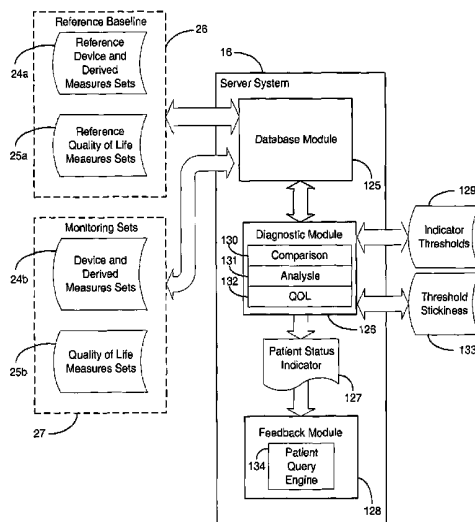 Reference Baseline
26
24a
Reference
Device and
Derived
Measures Sets
25a
Reference
Quality of Life
Measures Sets
16
Server System
Database Module
125
Monitoring Sets
24b
Device and
Derived
Measures Sets
25b
Quality of Life
Measures Sets
27
Diagnostic Module
130
Comparison
131
Analysie
132
QOL
126
129
Indicator
Thresholds
Threshold
Stickiness
133
Patient Status
Indicator
127
Feedback Module
134
Patient
Query
Engine
128